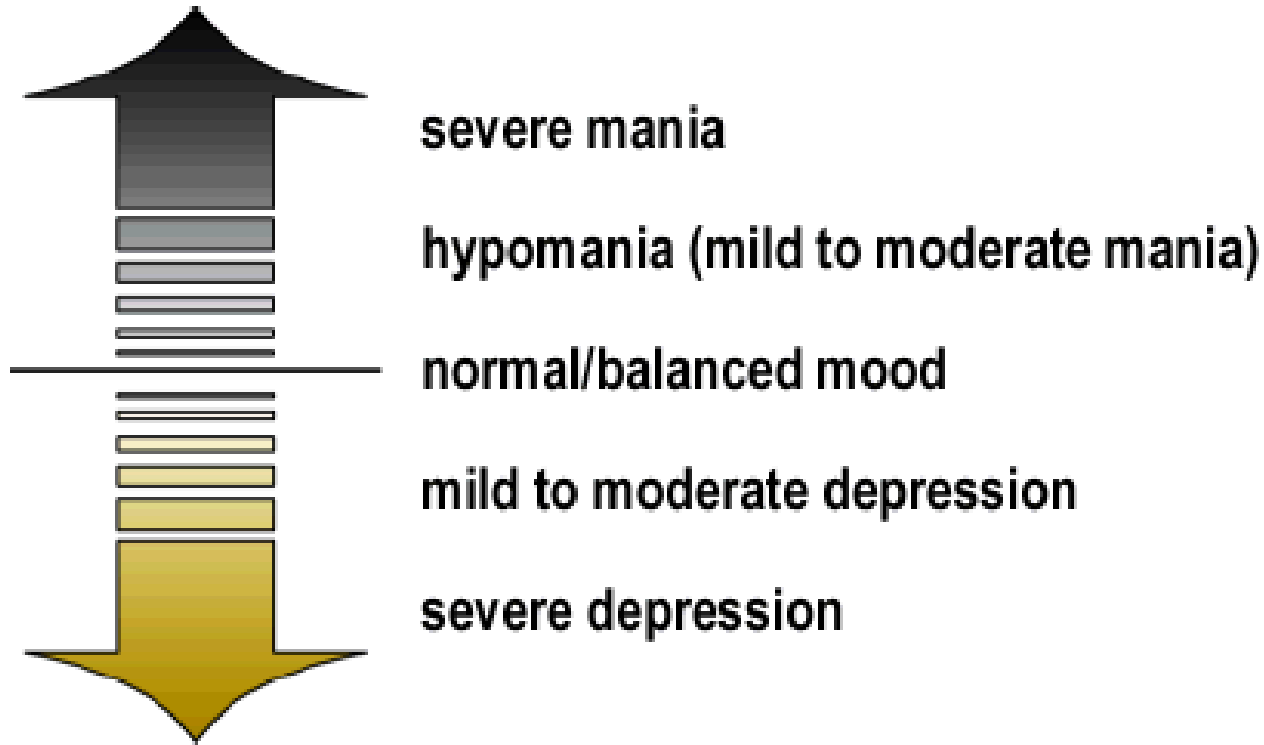 severe mania
hypomania (mild to moderate mania)
normal/balanced mood
mild to moderate depression
severe depression